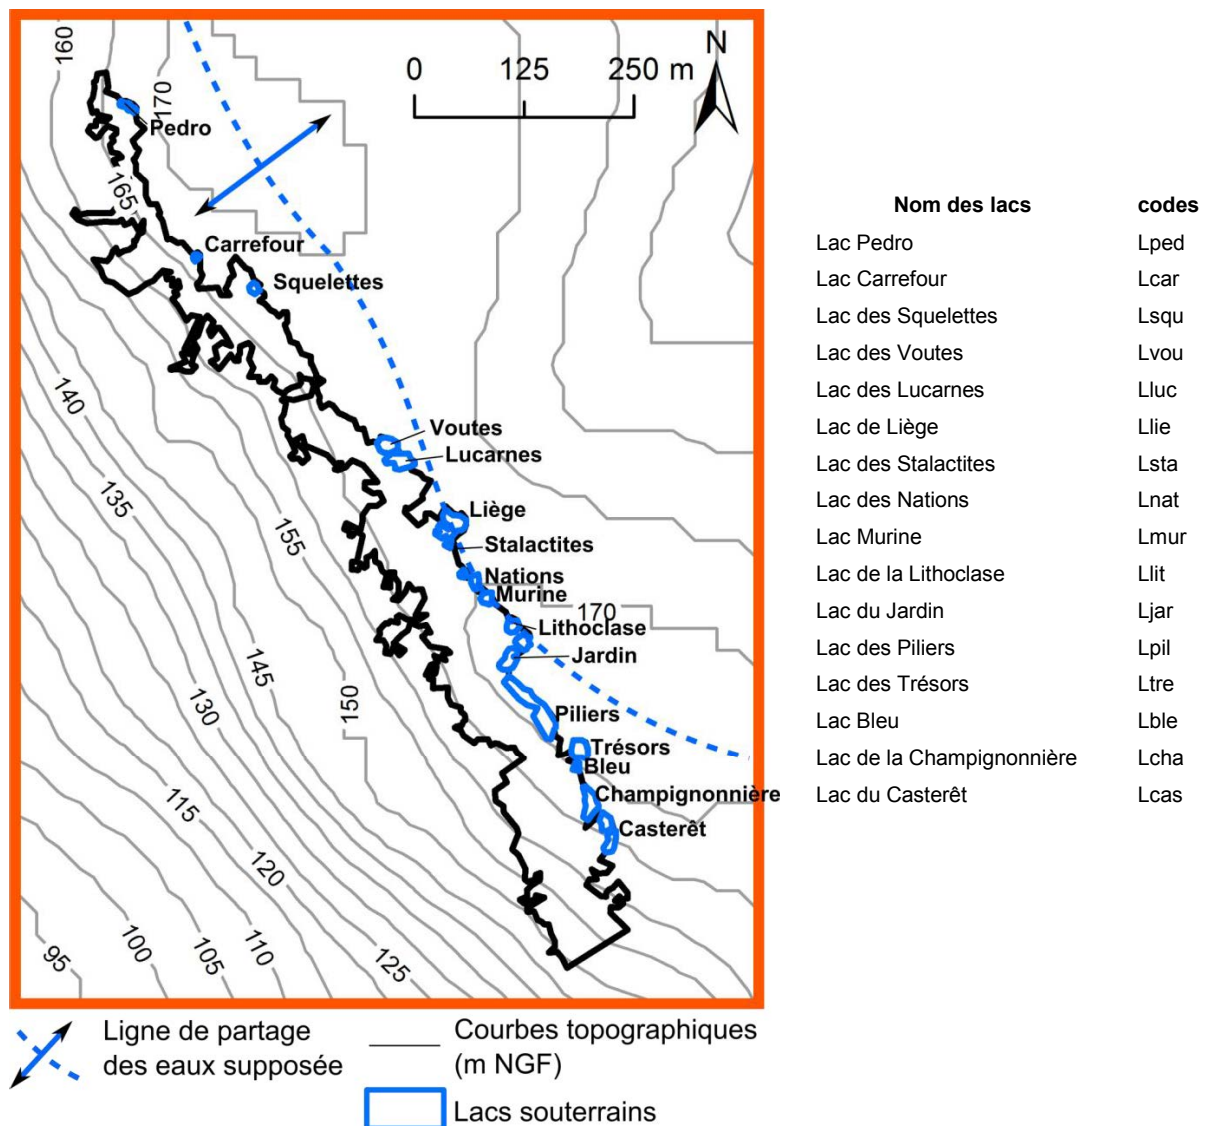 160
170
0 125 250 m
N
Pedro
165
Carrefour
Squelettes
140
Voutes
Lucarnes
135
155
Liège
Stalactites
Nations
Murine
170
Lithoclase
Jardin
145
130
150
Piliers
Trésors
Bleu
115
Champignonnière
Casterêt
120
95
100
105
110
125
Ligne de partage
des eaux supposée
Courbes topographiques
(m NGF)
Lacs souterrains
Nom des lacs codes
Lac Pedro Lped
Lac Carrefour Lcar
Lac des Squelettes Lsqu
Lac des Voutes Lvou
Lac des Lucarnes Lluc
Lac de Liège Llie
Lac des Stalactites Lsta
Lac des Nations Lnat
Lac Murine Lmur
Lac de la Lithoclase Llit
Lac du Jardin Ljar
Lac des Piliers Lpil
Lac des Trésors Ltre
Lac Bleu Lble
Lac de la Champignonnière Lcha
Lac du Casterêt Lcas